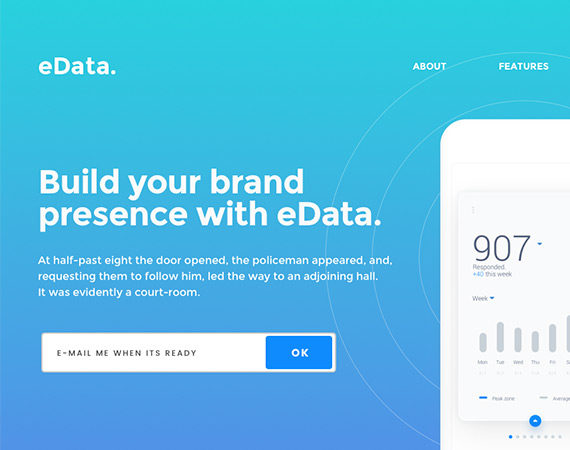 eData.
ABOUT
FEATURES
Build your brand
presence with eData.
At half-past eight the door opened, the policeman appeared, and,
requesting them to follow him, led the way to an adjoining hall.
It was evidently a court-room.
E-MAIL ME WHEN ITS READY
OK
907
Responded.
+40 this week
Week
Mon Tue Wed Thu Fri
Peak zone
Average